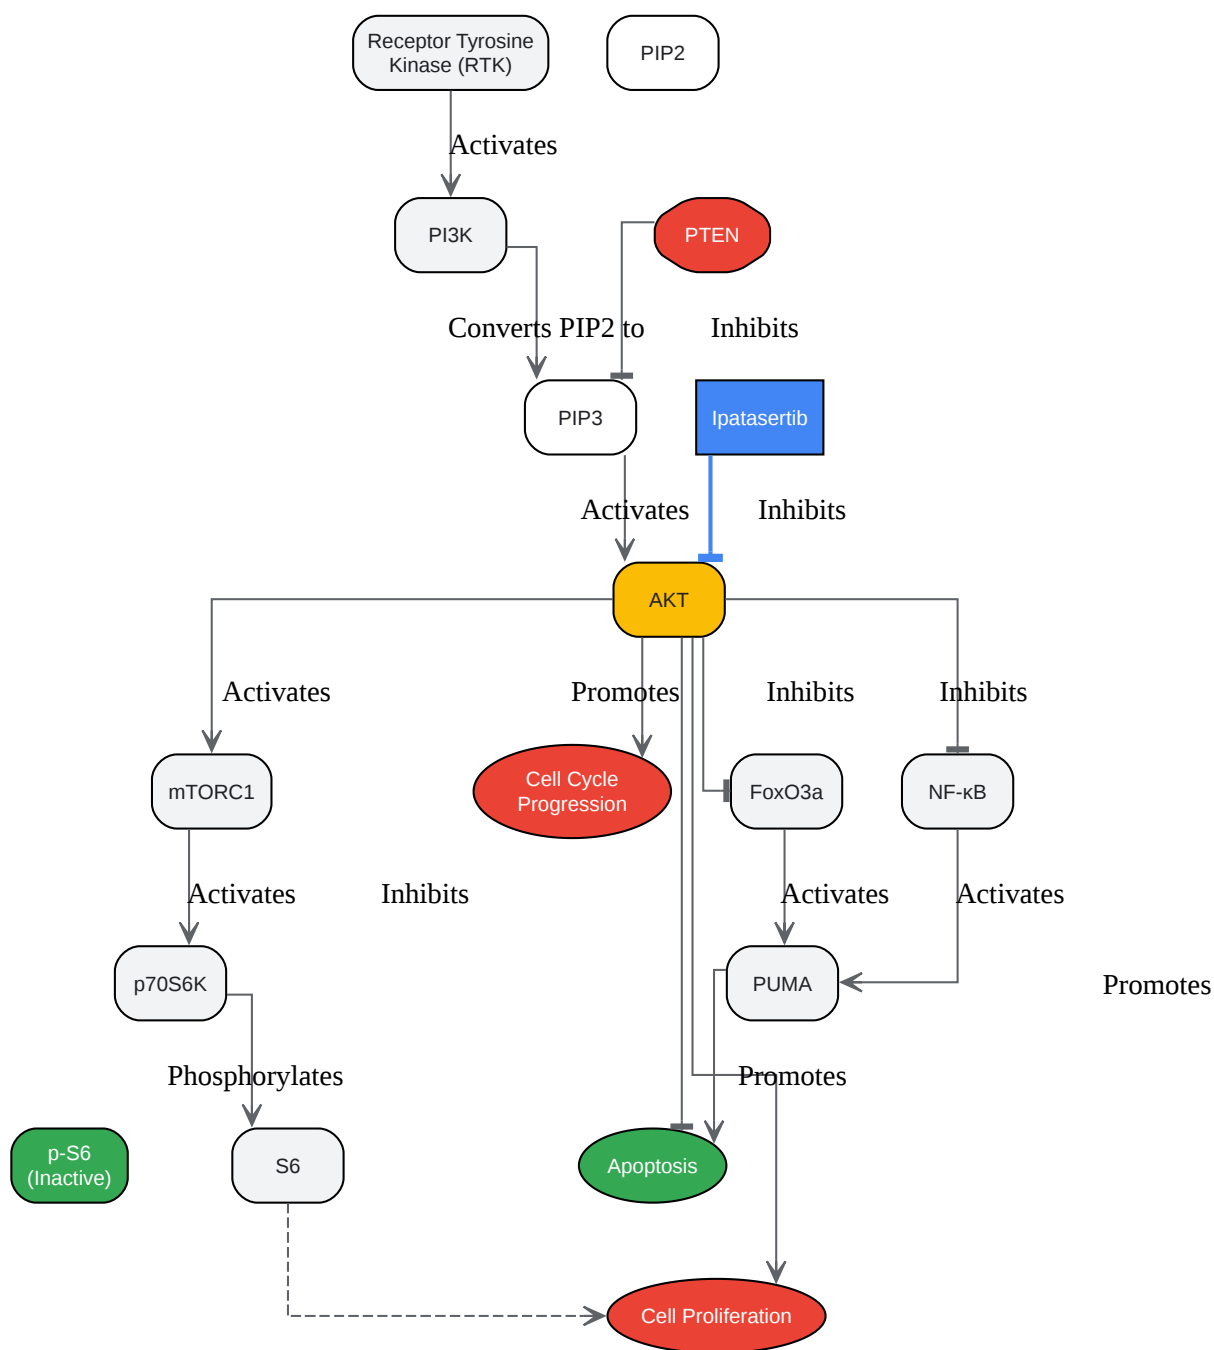 Receptor Tyrosine
Kinase (RTK)
PIP2
Activates
PI3K
PTEN
Converts PIP2 to
Inhibits
PIP3
Ipatasertib
Activates
Inhibits
AKT
Activates
Promotes
Inhibits
Inhibits
mTORC1
Cell Cycle
Progression
FoxO3a
NF-κB
Activates
Inhibits
Activates
Activates
p70S6K
PUMA
Promotes
Phosphorylates
Promotes
p-S6
(Inactive)
S6
Apoptosis
Cell Proliferation